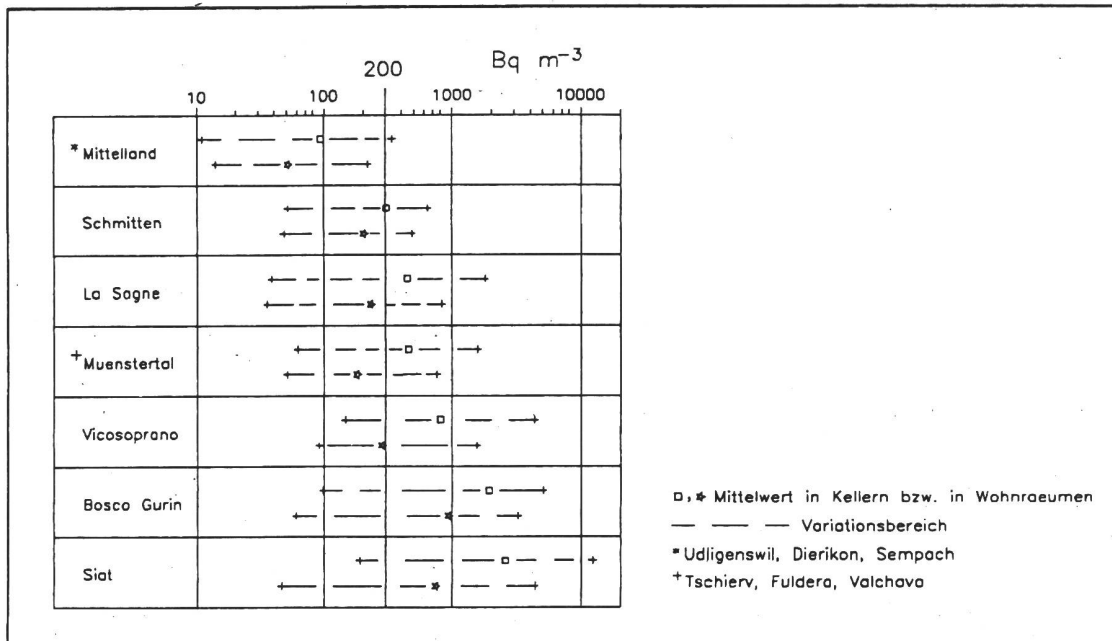 Bq m⁻³
200
10 100 1000 10000
*Mittelland
Schmitten
La Sagne
+Muenstertal
Vicosoprano
Bosco Gurin
Siat
□,★ Mittelwert in Kellern bzw. in Wohnraeumen
— — — Variationsbereich
*Udligenswil, Dierikon, Sempach
+Tschierv, Fuldera, Valchava